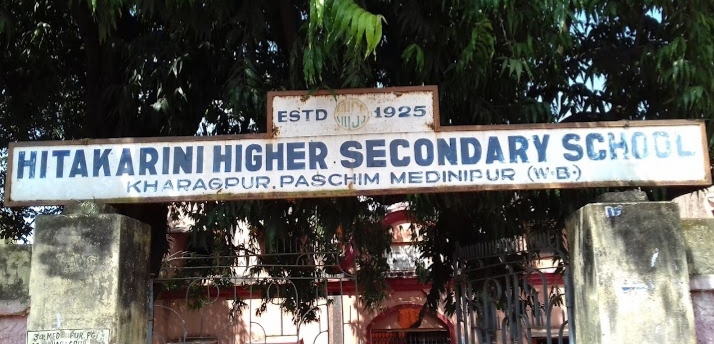 ESTD 1925
HITAKARINI HIGHER SECONDARY SCHOOL
KHARAGPUR, PASCHIM MEDINIPUR (W.B.)